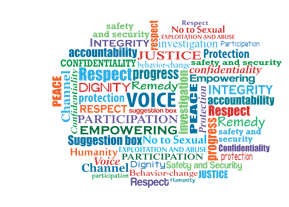 safety and security
respect
Respect
No to Sexual
EXPLOITATION AND ABUSE
INTEGRITY
investigation
Participation
accountability
JUSTICE
Protection
CONFIDENTIALITY
behavior-change
safety and security
PEACE
Channel
Respect
progress
confidentiality
Empowering
DIGNITY
Remedy
investigation
PEACE
INTEGRITY
Confidentiality
protection
VOICE
accountability
RESPECT
suggestion box
Respect
PARTICIPATION
Remedy
EMPOWERING
progress
safety and security
Suggestion box
No to Sexual
Confidentiality
Humanity
EXPLOITATION AND ABUSE
protection
Voice
PARTICIPATION
Channel
Dignity
Safety and Security
participation
Behavior-change
JUSTICE
Respect
Humanity